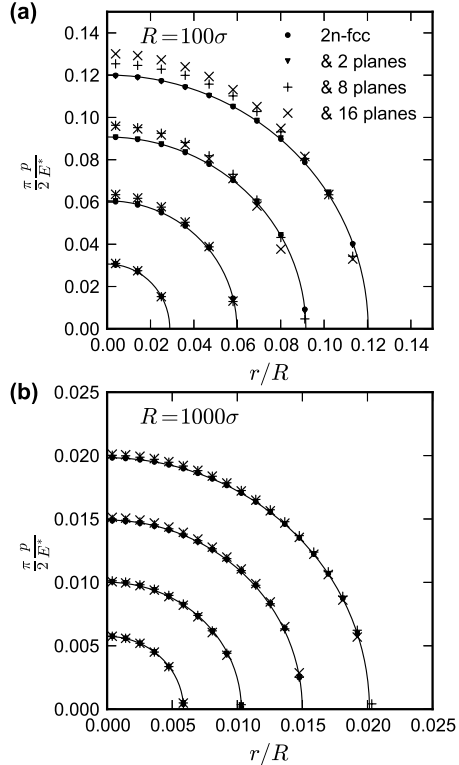 (a)
R=100σ
2n-fcc
& 2 planes
& 8 planes
& 16 planes
0.14
0.12
0.10
0.08
0.06
0.04
0.02
0.00
π/2 p/E*
0.00 0.02 0.04 0.06 0.08 0.10 0.12 0.14
r/R
(b)
R=1000σ
0.025
0.020
0.015
0.010
0.005
0.000
π/2 p/E*
0.000 0.005 0.010 0.015 0.020 0.025
r/R